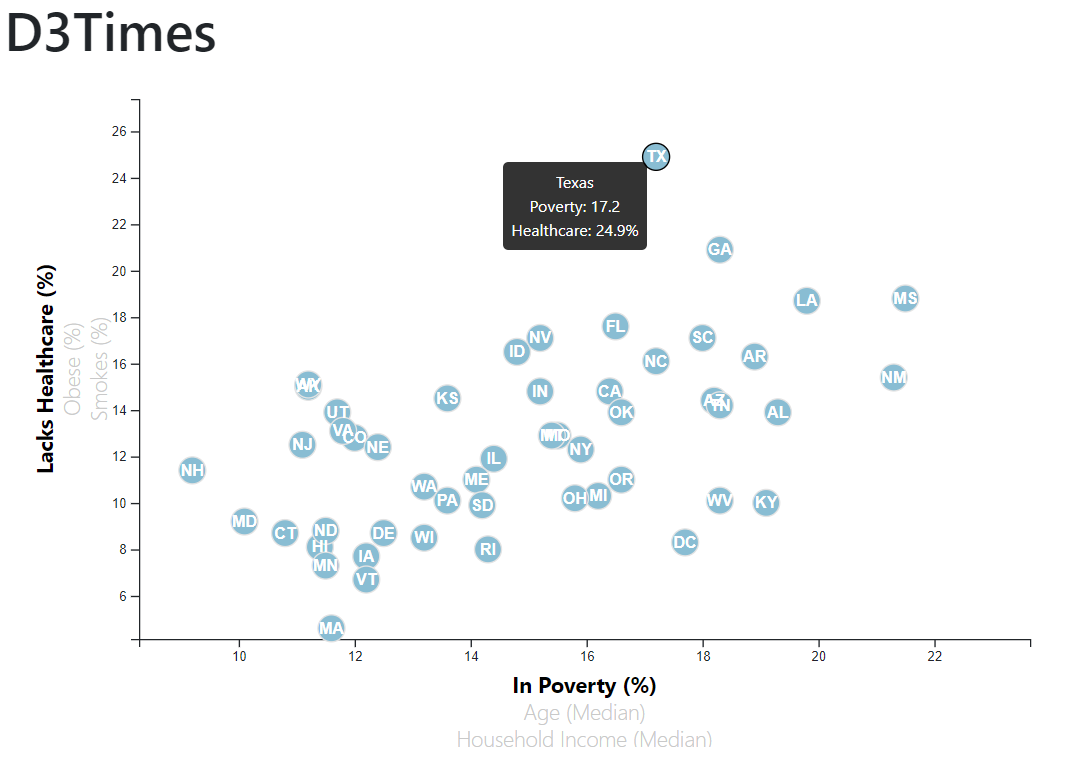 D3Times
26
24
22
20
18
16
14
12
10
8
6
Lacks Healthcare (%)
Obese (%)
Smokes (%)
TX
Texas
Poverty: 17.2
Healthcare: 24.9%
GA
LA
MS
FL
NV
SC
ID
NC
AR
NM
AK
IN
CA
KS
AZ
TN
UT
OK
AL
VA
CO
NJ
NE
NY
IL
NH
ME
OR
WA
PA
SD
OH
MI
WV
KY
MD
CT
ND
DE
WI
HI
DC
RI
IA
MN
VT
MA
10
12
14
16
18
20
22
In Poverty (%)
Age (Median)
Household Income (Median)